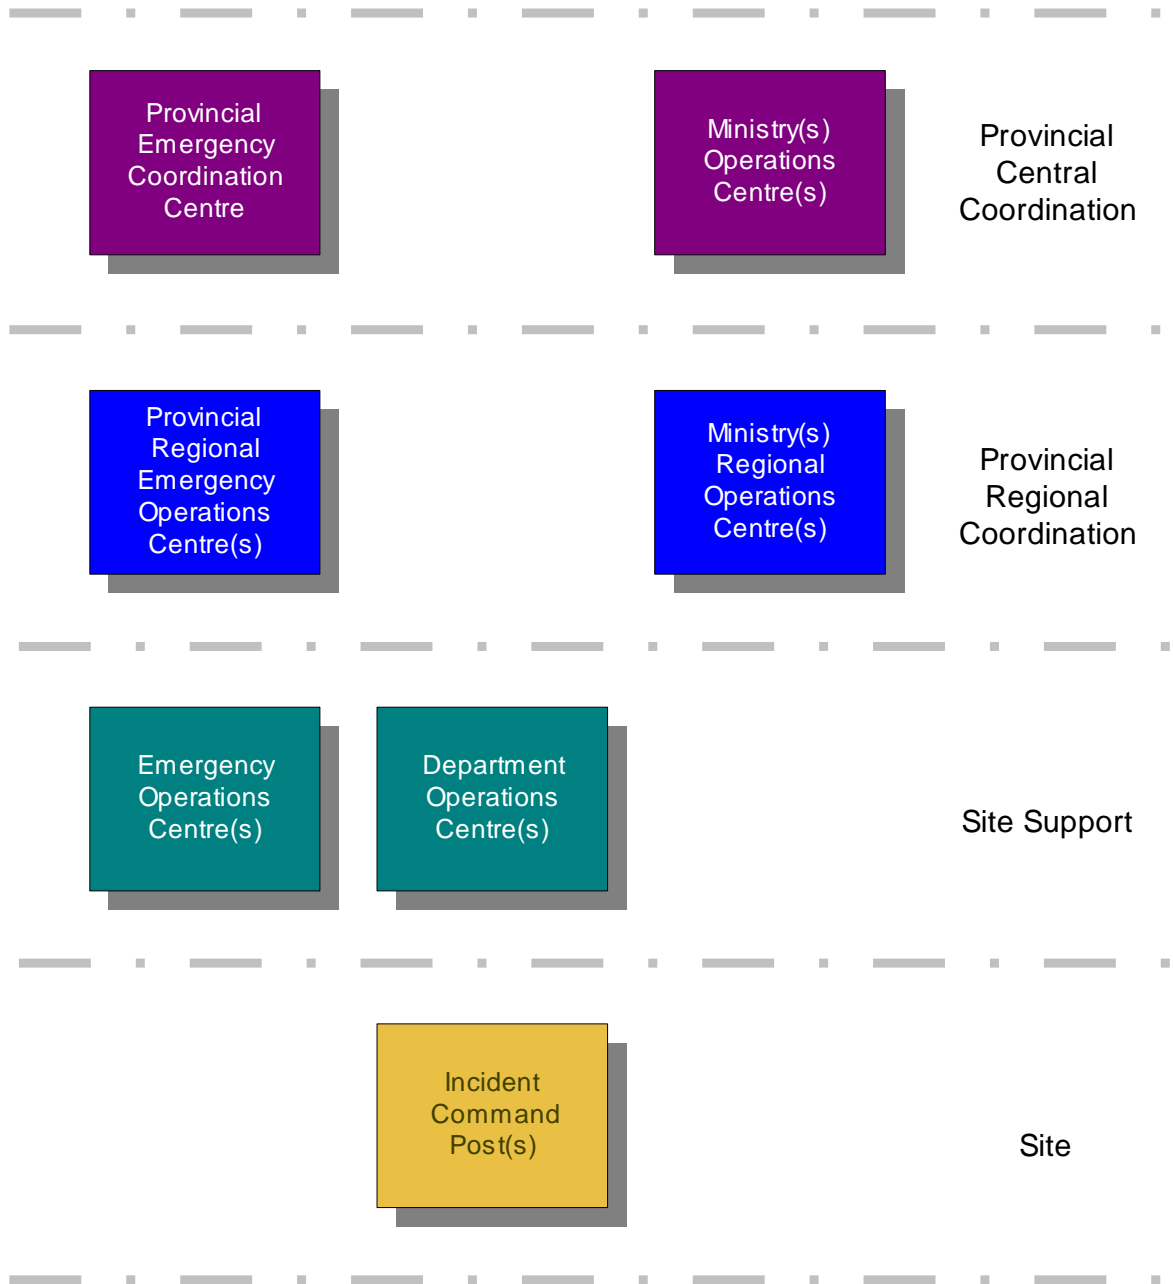 Provincial
Emergency
Coordination
Centre
Ministry(s)
Operations
Centre(s)
Provincial
Central
Coordination
Provincial
Regional
Emergency
Operations
Centre(s)
Ministry(s)
Regional
Operations
Centre(s)
Provincial
Regional
Coordination
Emergency
Operations
Centre(s)
Department
Operations
Centre(s)
Site Support
Incident
Command
Post(s)
Site